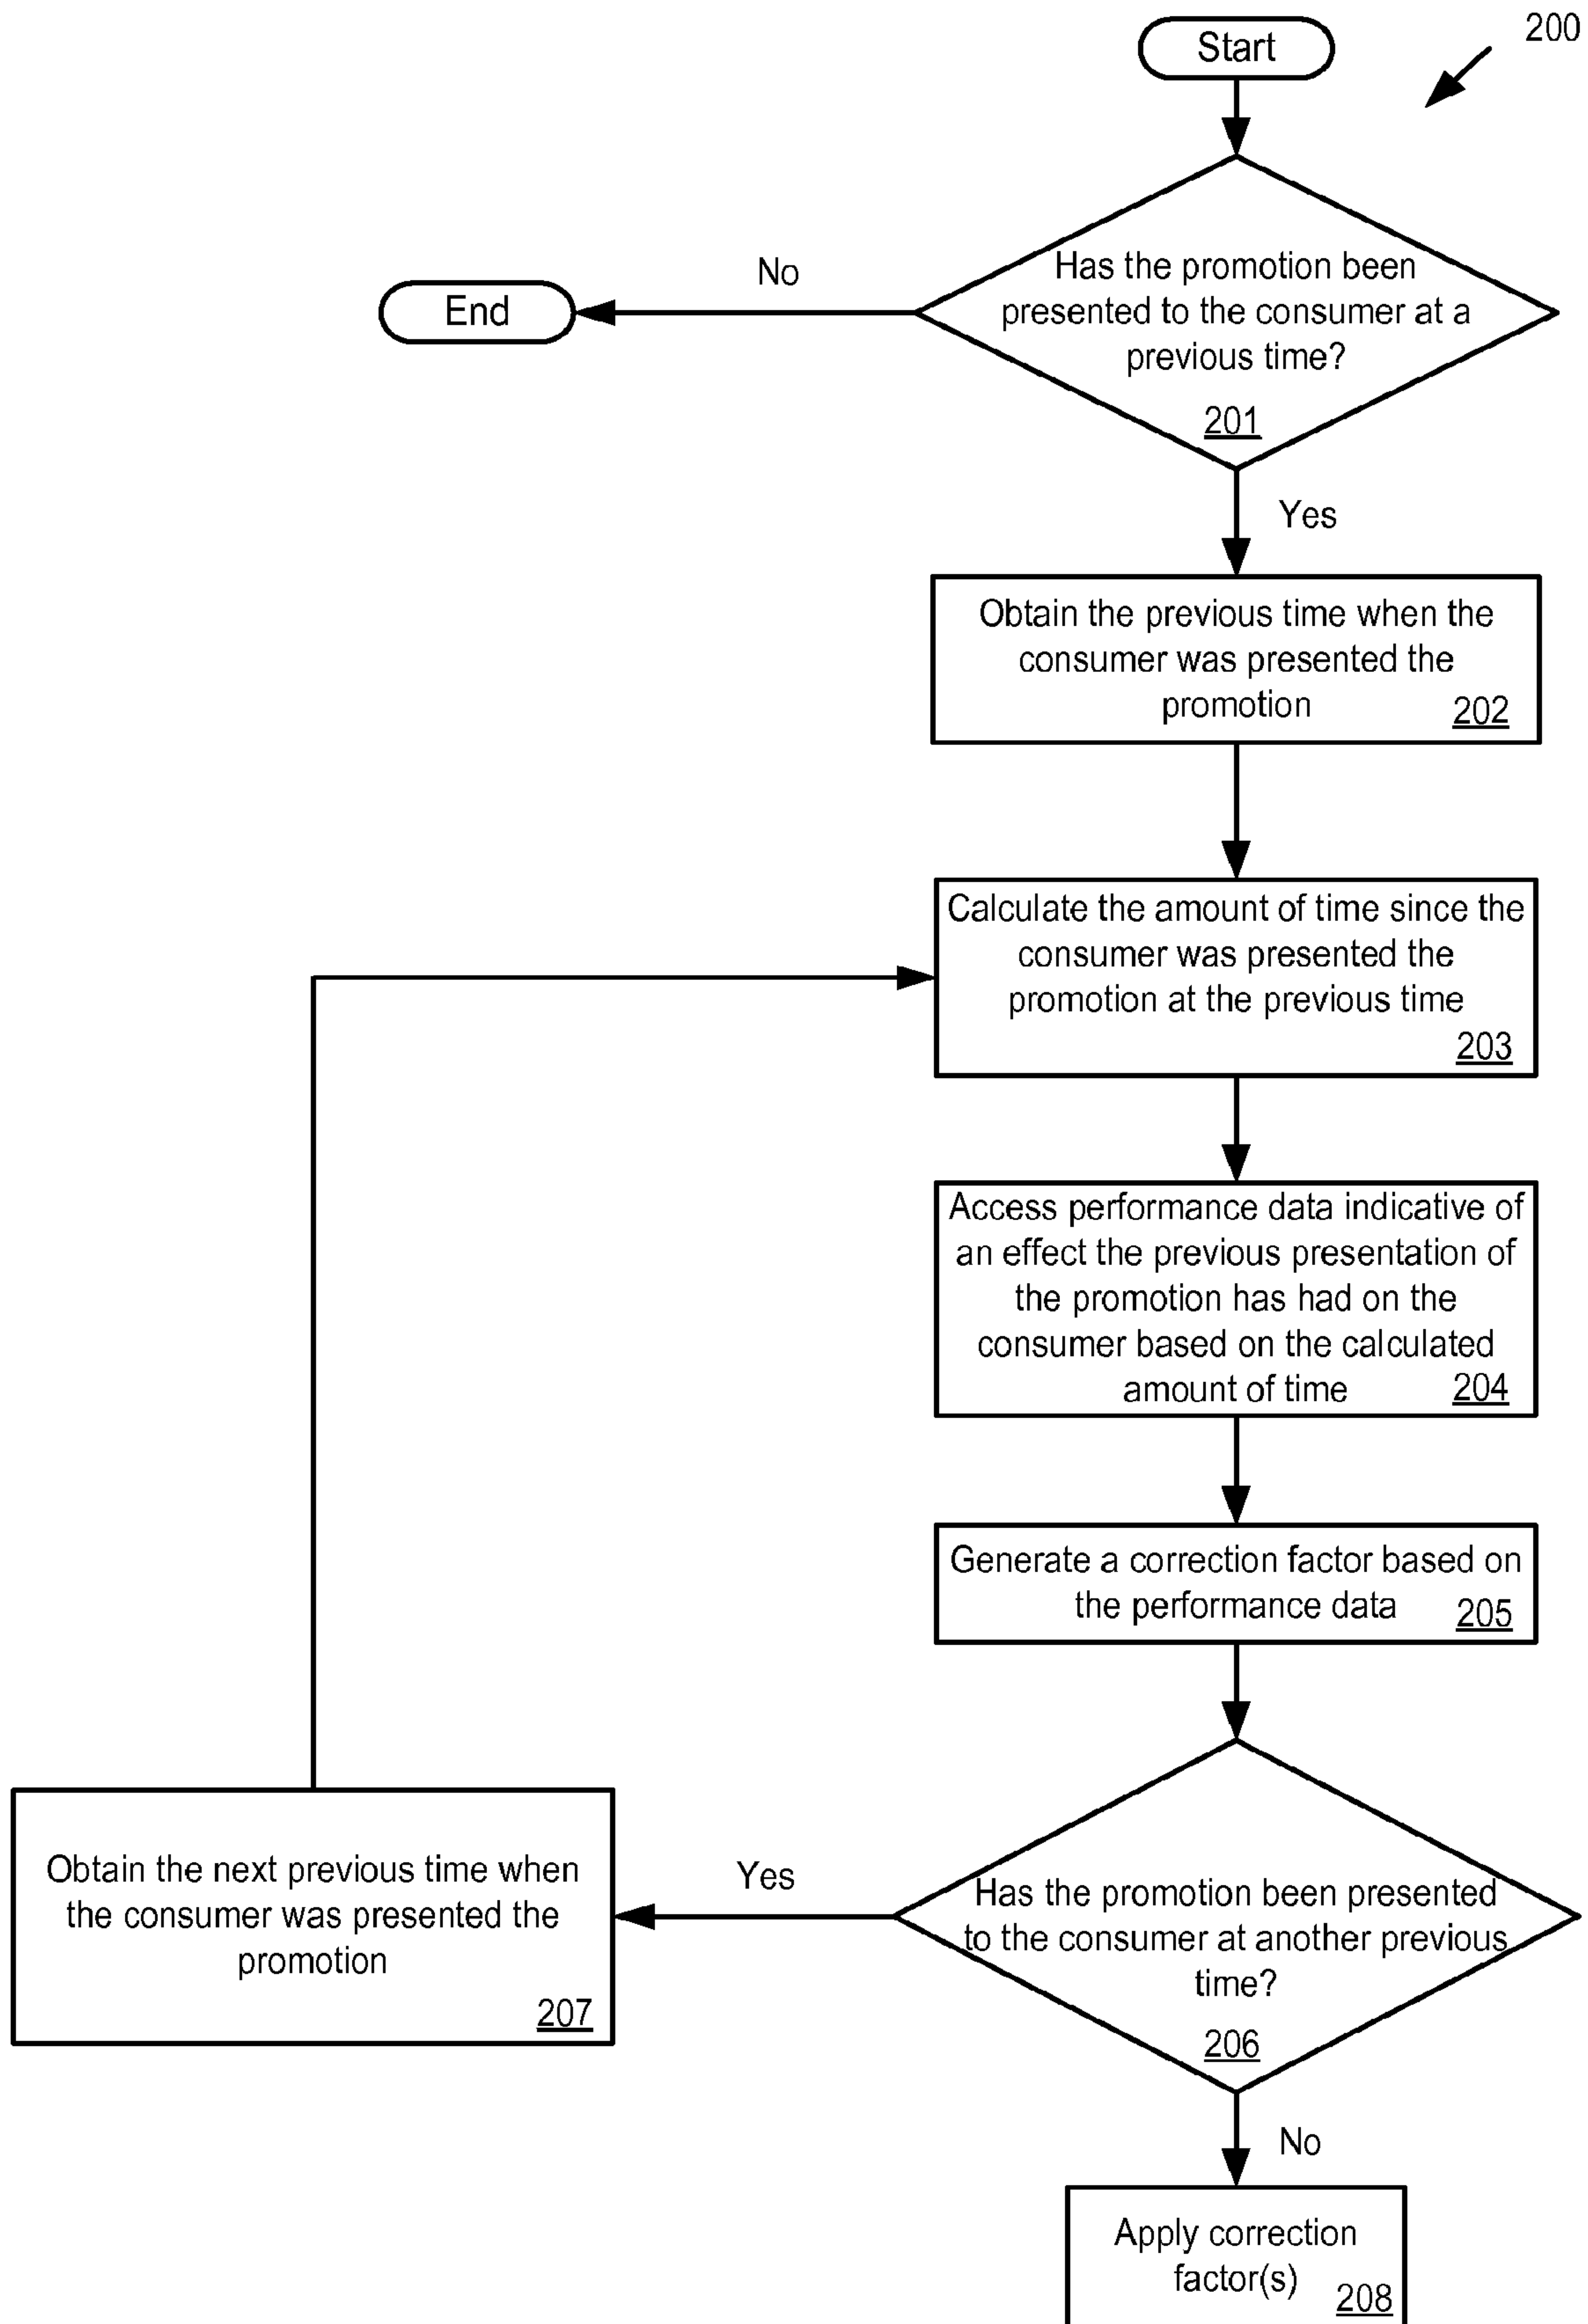 200
Start
Has the promotion been
presented to the consumer at a
previous time?
201
No
End
Yes
Obtain the previous time when the
consumer was presented the
promotion
202
Calculate the amount of time since the
consumer was presented the
promotion at the previous time
203
Access performance data indicative of
an effect the previous presentation of
the promotion has had on the
consumer based on the calculated
amount of time
204
Generate a correction factor based on
the performance data
205
Has the promotion been presented
to the consumer at another previous
time?
206
Yes
Obtain the next previous time when
the consumer was presented the
promotion
207
No
Apply correction
factor(s)
208